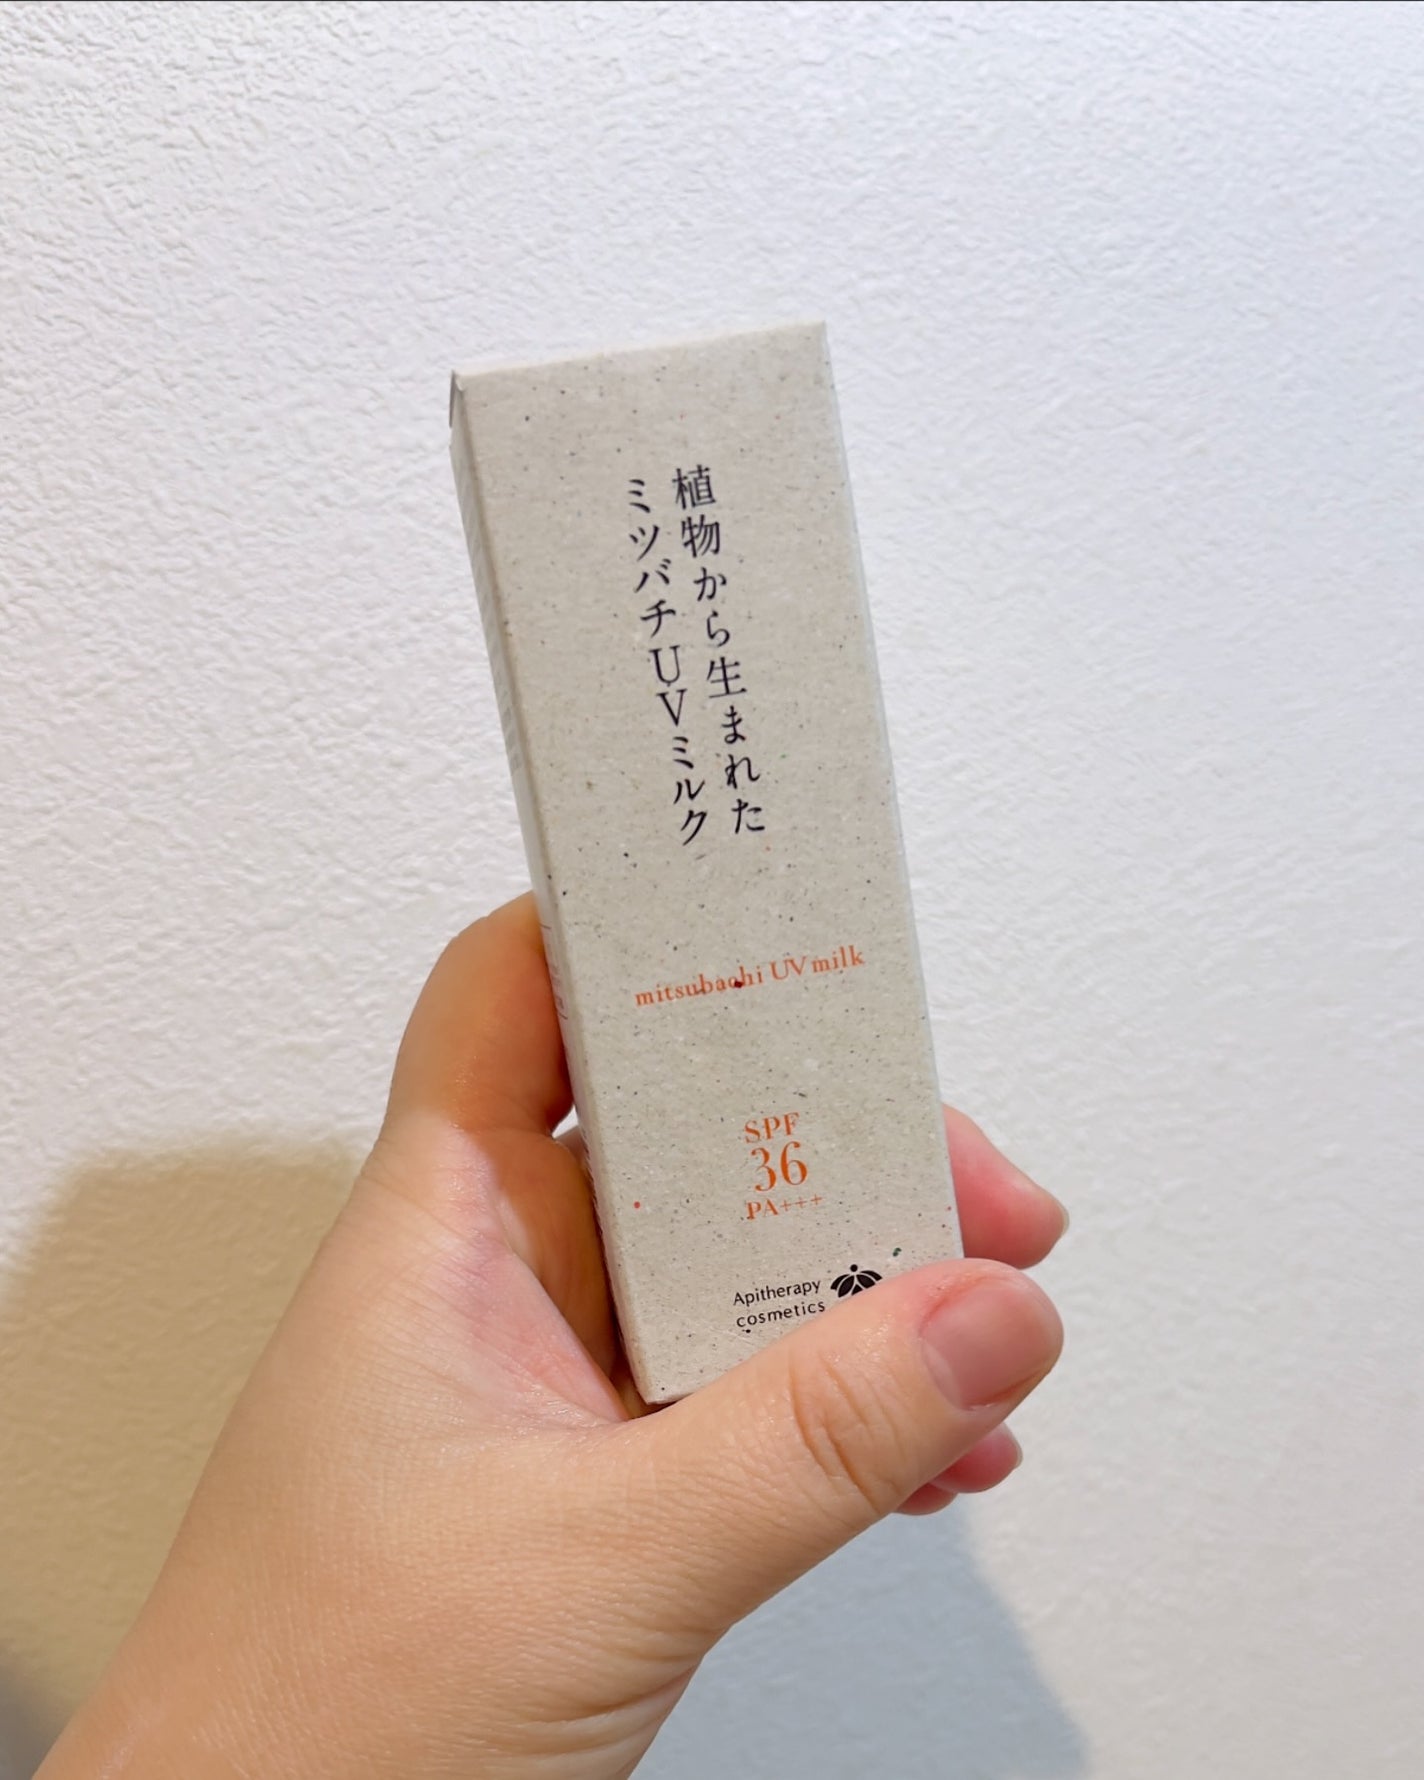 植物から生まれた
ミツバチUVミルク
mitsubachi UV milk
SPF
36
PA+++
Apitherapy
cosmetics